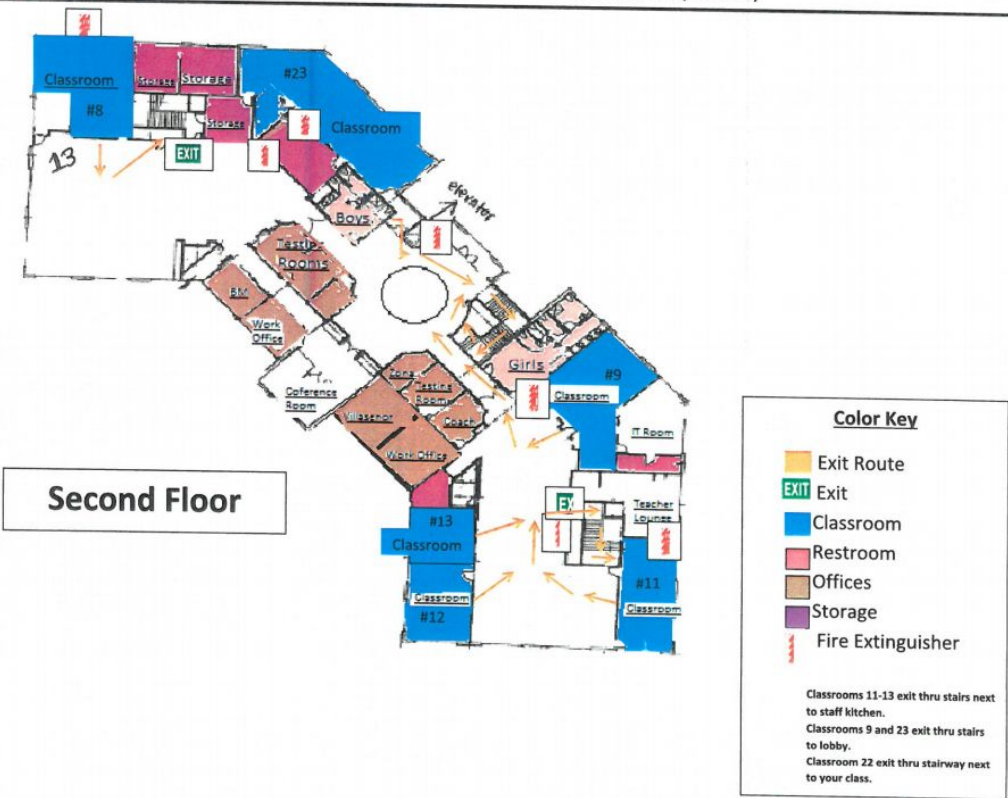 Classroom
#8
Storage
Storage
Storage
#23
Classroom
13
EXIT
elevator
Boys
Testing
Rooms
BM
Work
Office
Coference
Room
Zona
Testing
Room
Villasenor
Coach
Work Office
Girls
#9
Classroom
IT Room
Teacher
Lounge
EX
#13
Classroom
Classroom
#12
#11
Classroom
Second Floor
Color Key
Exit Route
EXIT Exit
Classroom
Restroom
Offices
Storage
Fire Extinguisher
Classrooms 11-13 exit thru stairs next
to staff kitchen.
Classrooms 9 and 23 exit thru stairs
to lobby.
Classroom 22 exit thru stairway next
to your class.